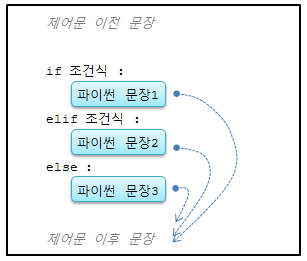 제어문 이전 문장
if 조건식 :
파이썬 문장1
elif 조건식 :
파이썬 문장2
else :
파이썬 문장3
제어문 이후 문장